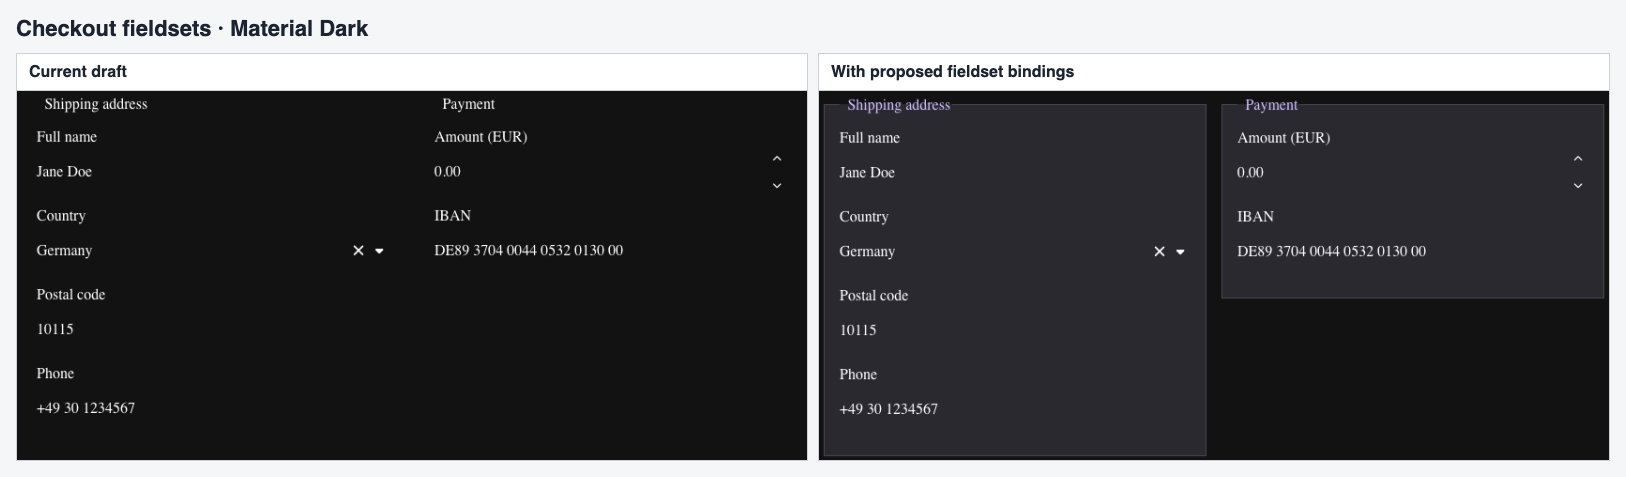 Checkout fieldsets · Material Dark
Current draft
Shipping address
Full name
Jane Doe
Country
Germany
Postal code
10115
Phone
+49 30 1234567
Payment
Amount (EUR)
0.00
IBAN
DE89 3704 0044 0532 0130 00
With proposed fieldset bindings
Shipping address
Full name
Jane Doe
Country
Germany
Postal code
10115
Phone
+49 30 1234567
Payment
Amount (EUR)
0.00
IBAN
DE89 3704 0044 0532 0130 00